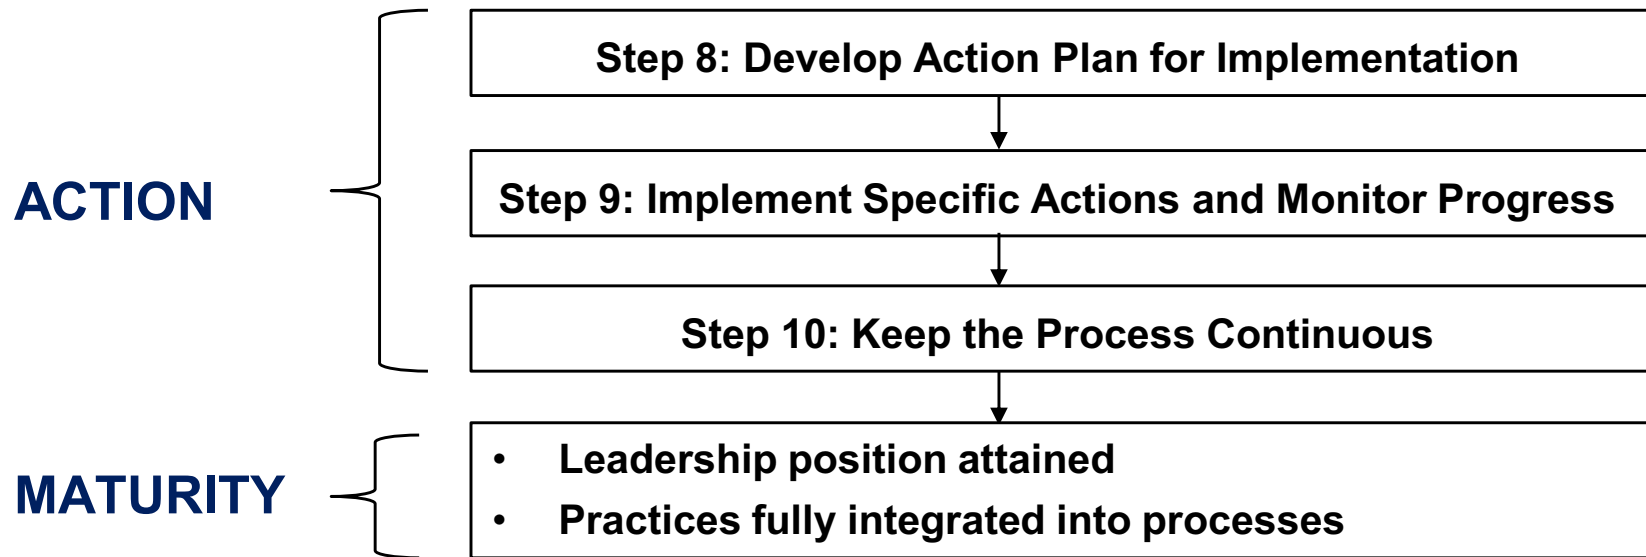 Step 8: Develop Action Plan for Implementation
ACTION
Step 9: Implement Specific Actions and Monitor Progress
Step 10: Keep the Process Continuous
MATURITY
• Leadership position attained
• Practices fully integrated into processes